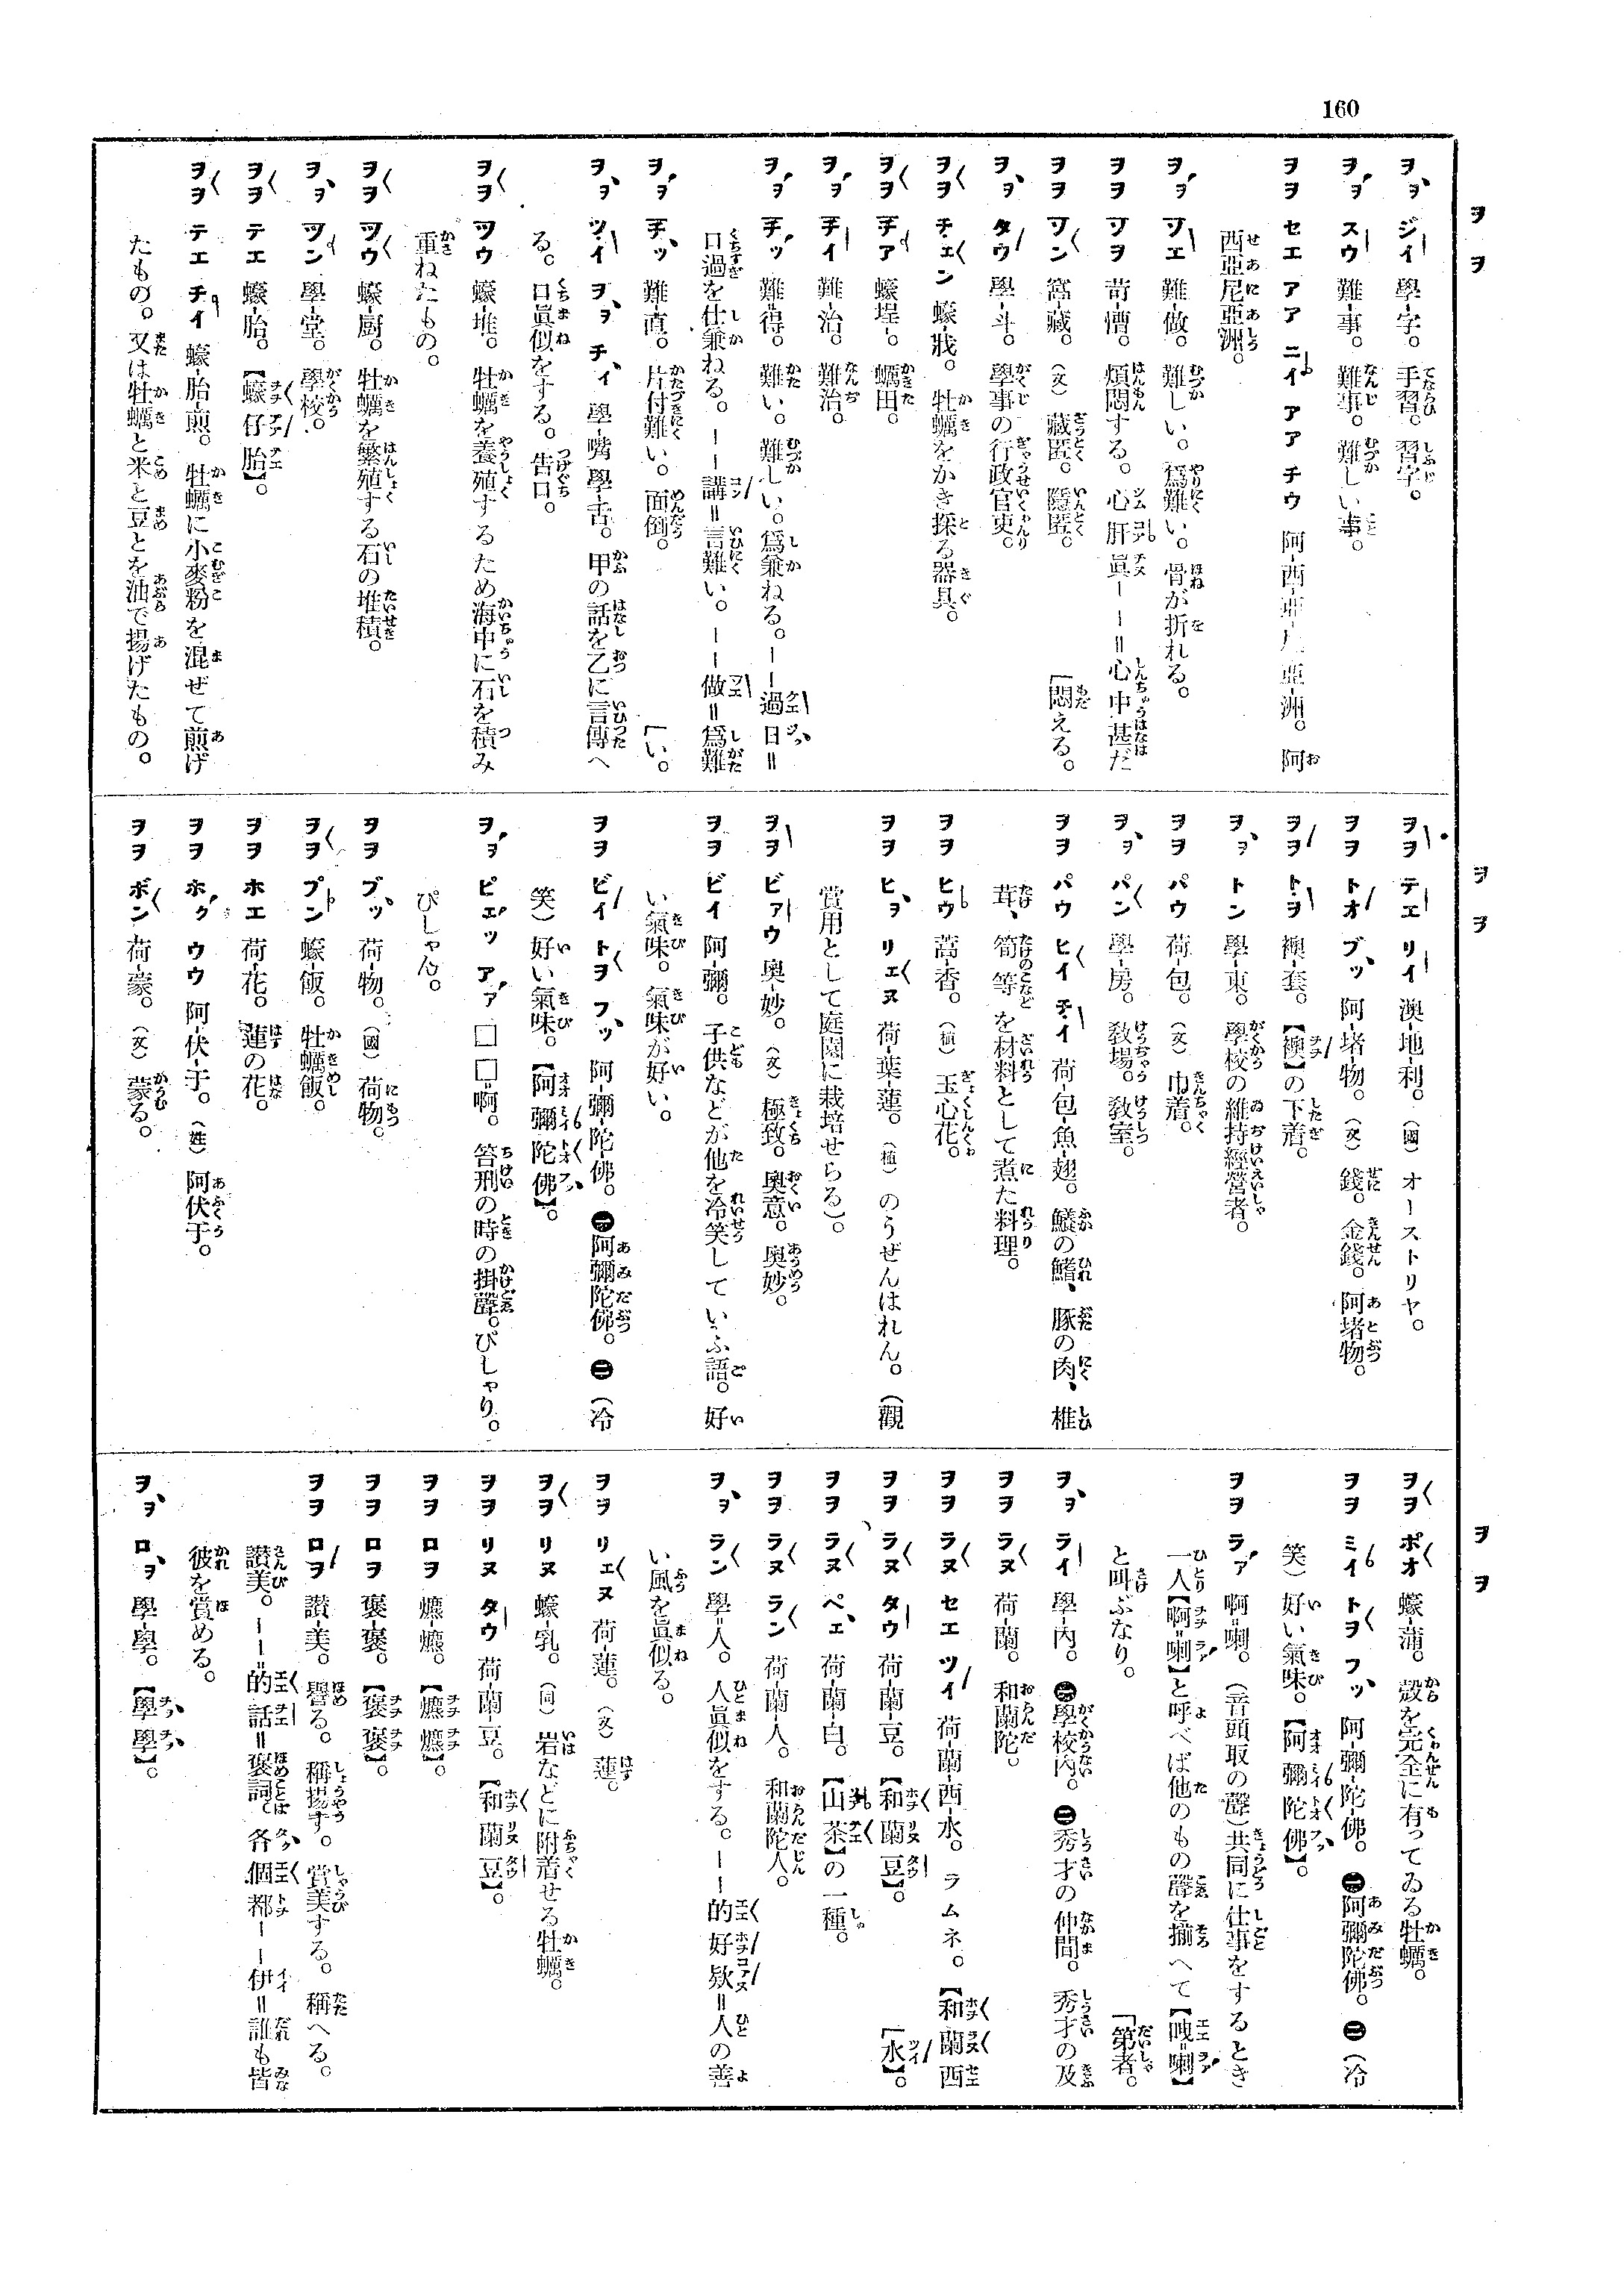 160
ヲヲ
ヲヲ ジイ 學-字。手習。習字。
ヲヲ スウ 難-事。難事。難しい事。
ヲヲ セエ アア ニイ アア チウ 阿-西-亞-尼-亞-洲。阿
西亞尼亞洲。
ヲヲ ツエ 難-做。難しい。爲難い。骨が折れる。
ヲヲ ツヲ 苛-慒。煩悶する。心肝眞――=心中甚だ
ヲヲ ツン 窩-藏。(文)藏匿。隱匿。 「悶える。
ヲヲ タウ 學-斗。學事の行政官吏。
ヲヲ チェン 蠔-戕。牡蠣をかき採る器具。
ヲヲ チア 蠔-埕。蠣田。
ヲヲ チイ 難-治。難治。
ヲヲ チッ 難=得。難い。難しい。爲兼ねる。――過日=
口過を仕兼ねる。――講=言難い。――做=爲難
ヲヲ チッ 難-直。片付難い。面倒。 「い。
ヲヲ ツイ ヲヲ チィ 學-嘴學-舌。甲の話を乙に言傳へ
る。口眞似をする。告口。
ヲヲ ツウ 蠔-堆。牡蠣を養殖するため海中に石を積み
重ねたもの。
ヲヲ ツウ 蠔-厨。牡蠣を繁殖する石の堆積。
ヲヲ ツン 學-堂。學校。
ヲヲ テエ 蠔-胎。【蠔仔胎】。
ヲヲ テエ チイ 蠔-胎-煎。牡蠣に小麥粉を混ぜて煎げ
たもの。又は牡蠣と米と豆とを油で揚げたもの。
ヲヲ
ヲヲ テエ リイ 澳-地-利。(國)オーストリヤ。
ヲヲ トオ ブッ 阿-堵-物。(文)錢。金錢。阿堵物。
ヲヲ トヲ 襖-套。【襖】の下着。
ヲヲ トン 學-東。學校の維持經營者。
ヲヲ パウ 荷-包。(文)巾着。
ヲヲ パン 學-房。敎場。敎室。
ヲヲ パウ ヒイ チイ 荷-包-魚-翅。鱶の鰭、豚の肉、椎
茸、筍等を材料として煮た料理。
ヲヲ ヒウ 蒿-香。(植)玉心花。
ヲヲ ヒヲ リェヌ 荷-葉-蓮。(植)のうぜんはれん。(觀
賞用として庭園に栽培せらる)。
ヲヲ ビァウ 奧-妙。(文)極致。奧意。奧妙。
ヲヲ ビイ 阿-彌。子供などが他を冷笑していふ語。好
い氣味。氣味が好い。
ヲヲ ビイ トヲ フッ 阿-彌-陀-佛。㊀阿彌陀佛。㊁(冷
笑)好い氣味。【阿彌陀佛】。
ヲヲ ピェッ アァ □□=啊。笞刑の時の掛聲。ぴしゃり。
ぴしゃん。
ヲヲ ブッ 荷-物。(國)荷物。
ヲヲ プン 蠔-飯。牡蠣飯。
ヲヲ ホエ 荷-花。蓮の花。
ヲヲ ホク ウウ 阿-伏-于。(姓)阿伏于。
ヲヲ ボン 荷-蒙。(文)蒙る。
ヲヲ
ヲヲ ポオ 蠔-蒲。殼を完全に有ってゐる牡蠣。
ヲヲ ミイ トヲ フッ 阿-彌-陀-佛。㊀阿彌陀佛。㊁(冷
笑)好い氣味。【阿彌陀佛】。
ヲヲ ラァ 啊-喇。(音頭取の聲)共同に仕事をするとき
一人【啊=喇】と呼べば他のもの聲を揃へて【咦=喇】
と叫ぶなり。 「第者。
ヲヲ ライ 學-內。㊀學校內。㊁秀才の仲間。秀才の及
ヲヲ ラヌ 荷-蘭。和蘭陀。
ヲヲ ラヌ セエ ツイ 荷-蘭-西-水。ラムネ。【和蘭西
ヲヲ ラヌ タウ 荷-蘭-豆。【和蘭豆】。 「水】。
ヲヲ ラヌ ペェ 荷-蘭-白。【山茶】の一種。
ヲヲ ラヌ ラン 荷-蘭-人。和蘭陀人。
ヲヲ ラン 學=人。人眞似をする。――的好欵=人の善
い風を眞似る。
ヲヲ リェヌ 荷-蓮。(文)蓮。
ヲヲ リヌ 蠔-乳。(同)岩などに附着せる牡蠣。
ヲヲ リヌ タウ 荷-蘭-豆。【和蘭豆】。
ヲヲ ロヲ
ヲヲ ロヲ 褒-褒。【褒褒】。
ヲヲ ロヲ 讚-美。譽る。稱揚す。賞美する。稱へる。
讚美。――=的話=褒詞。各個都――伊=誰も皆
彼を賞める。
ヲヲ ロヲ 學-學。【學學】。